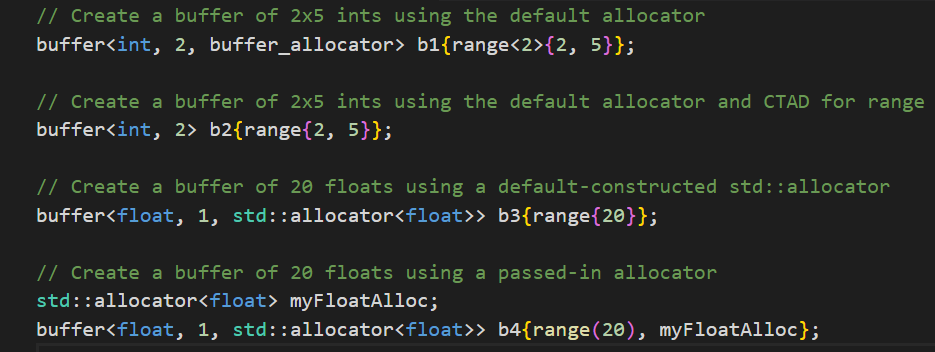 // Create a buffer of 2x5 ints using the default allocator
buffer<int, 2, buffer_allocator> b1{range<2>{2, 5}};
// Create a buffer of 2x5 ints using the default allocator and CTAD for range
buffer<int, 2> b2{range{2, 5}};
// Create a buffer of 20 floats using a default-constructed std::allocator
buffer<float, 1, std::allocator<float>> b3{range{20}};
// Create a buffer of 20 floats using a passed-in allocator
std::allocator<float> myFloatAlloc;
buffer<float, 1, std::allocator<float>> b4{range(20), myFloatAlloc};